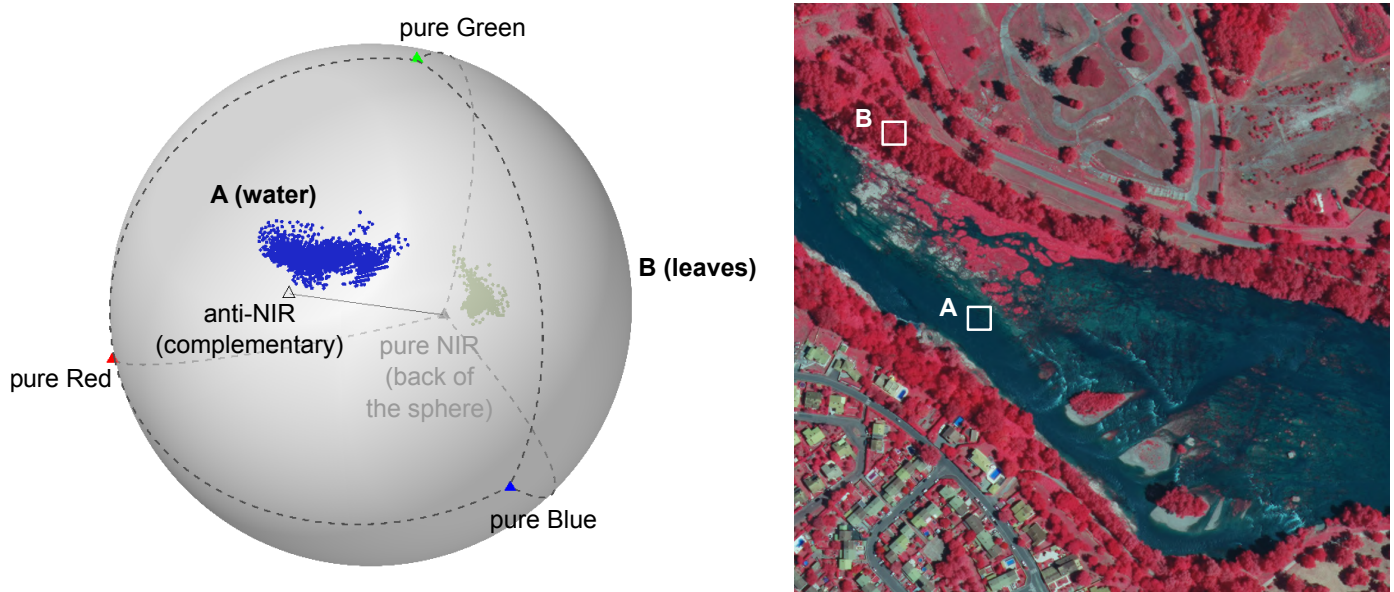 pure Green
A (water)
B (leaves)
anti-NIR
(complementary)
pure NIR
(back of
the sphere)
pure Red
pure Blue
B
A